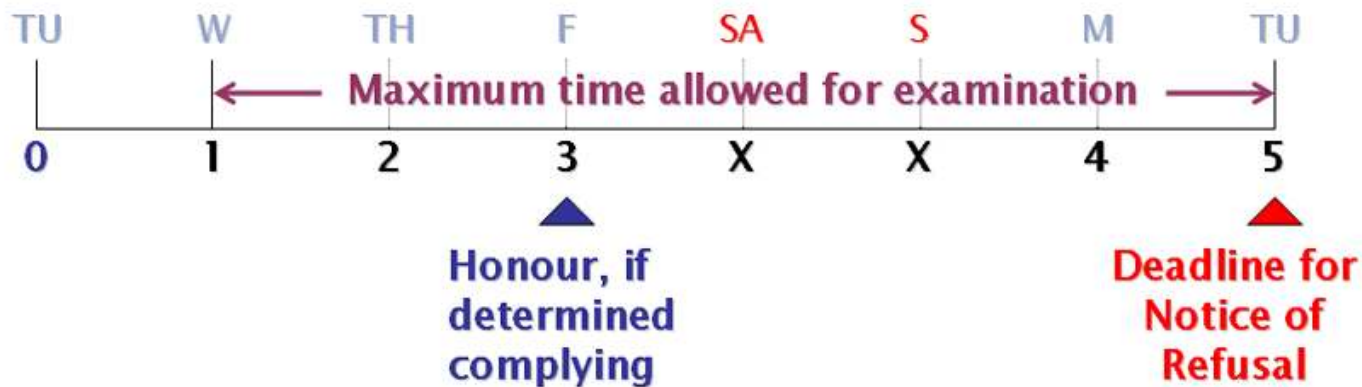 TU W TH F SA S M TU
Maximum time allowed for examination
0 1 2 3 X X 4 5
Honour, if
determined
complying
Deadline for
Notice of
Refusal